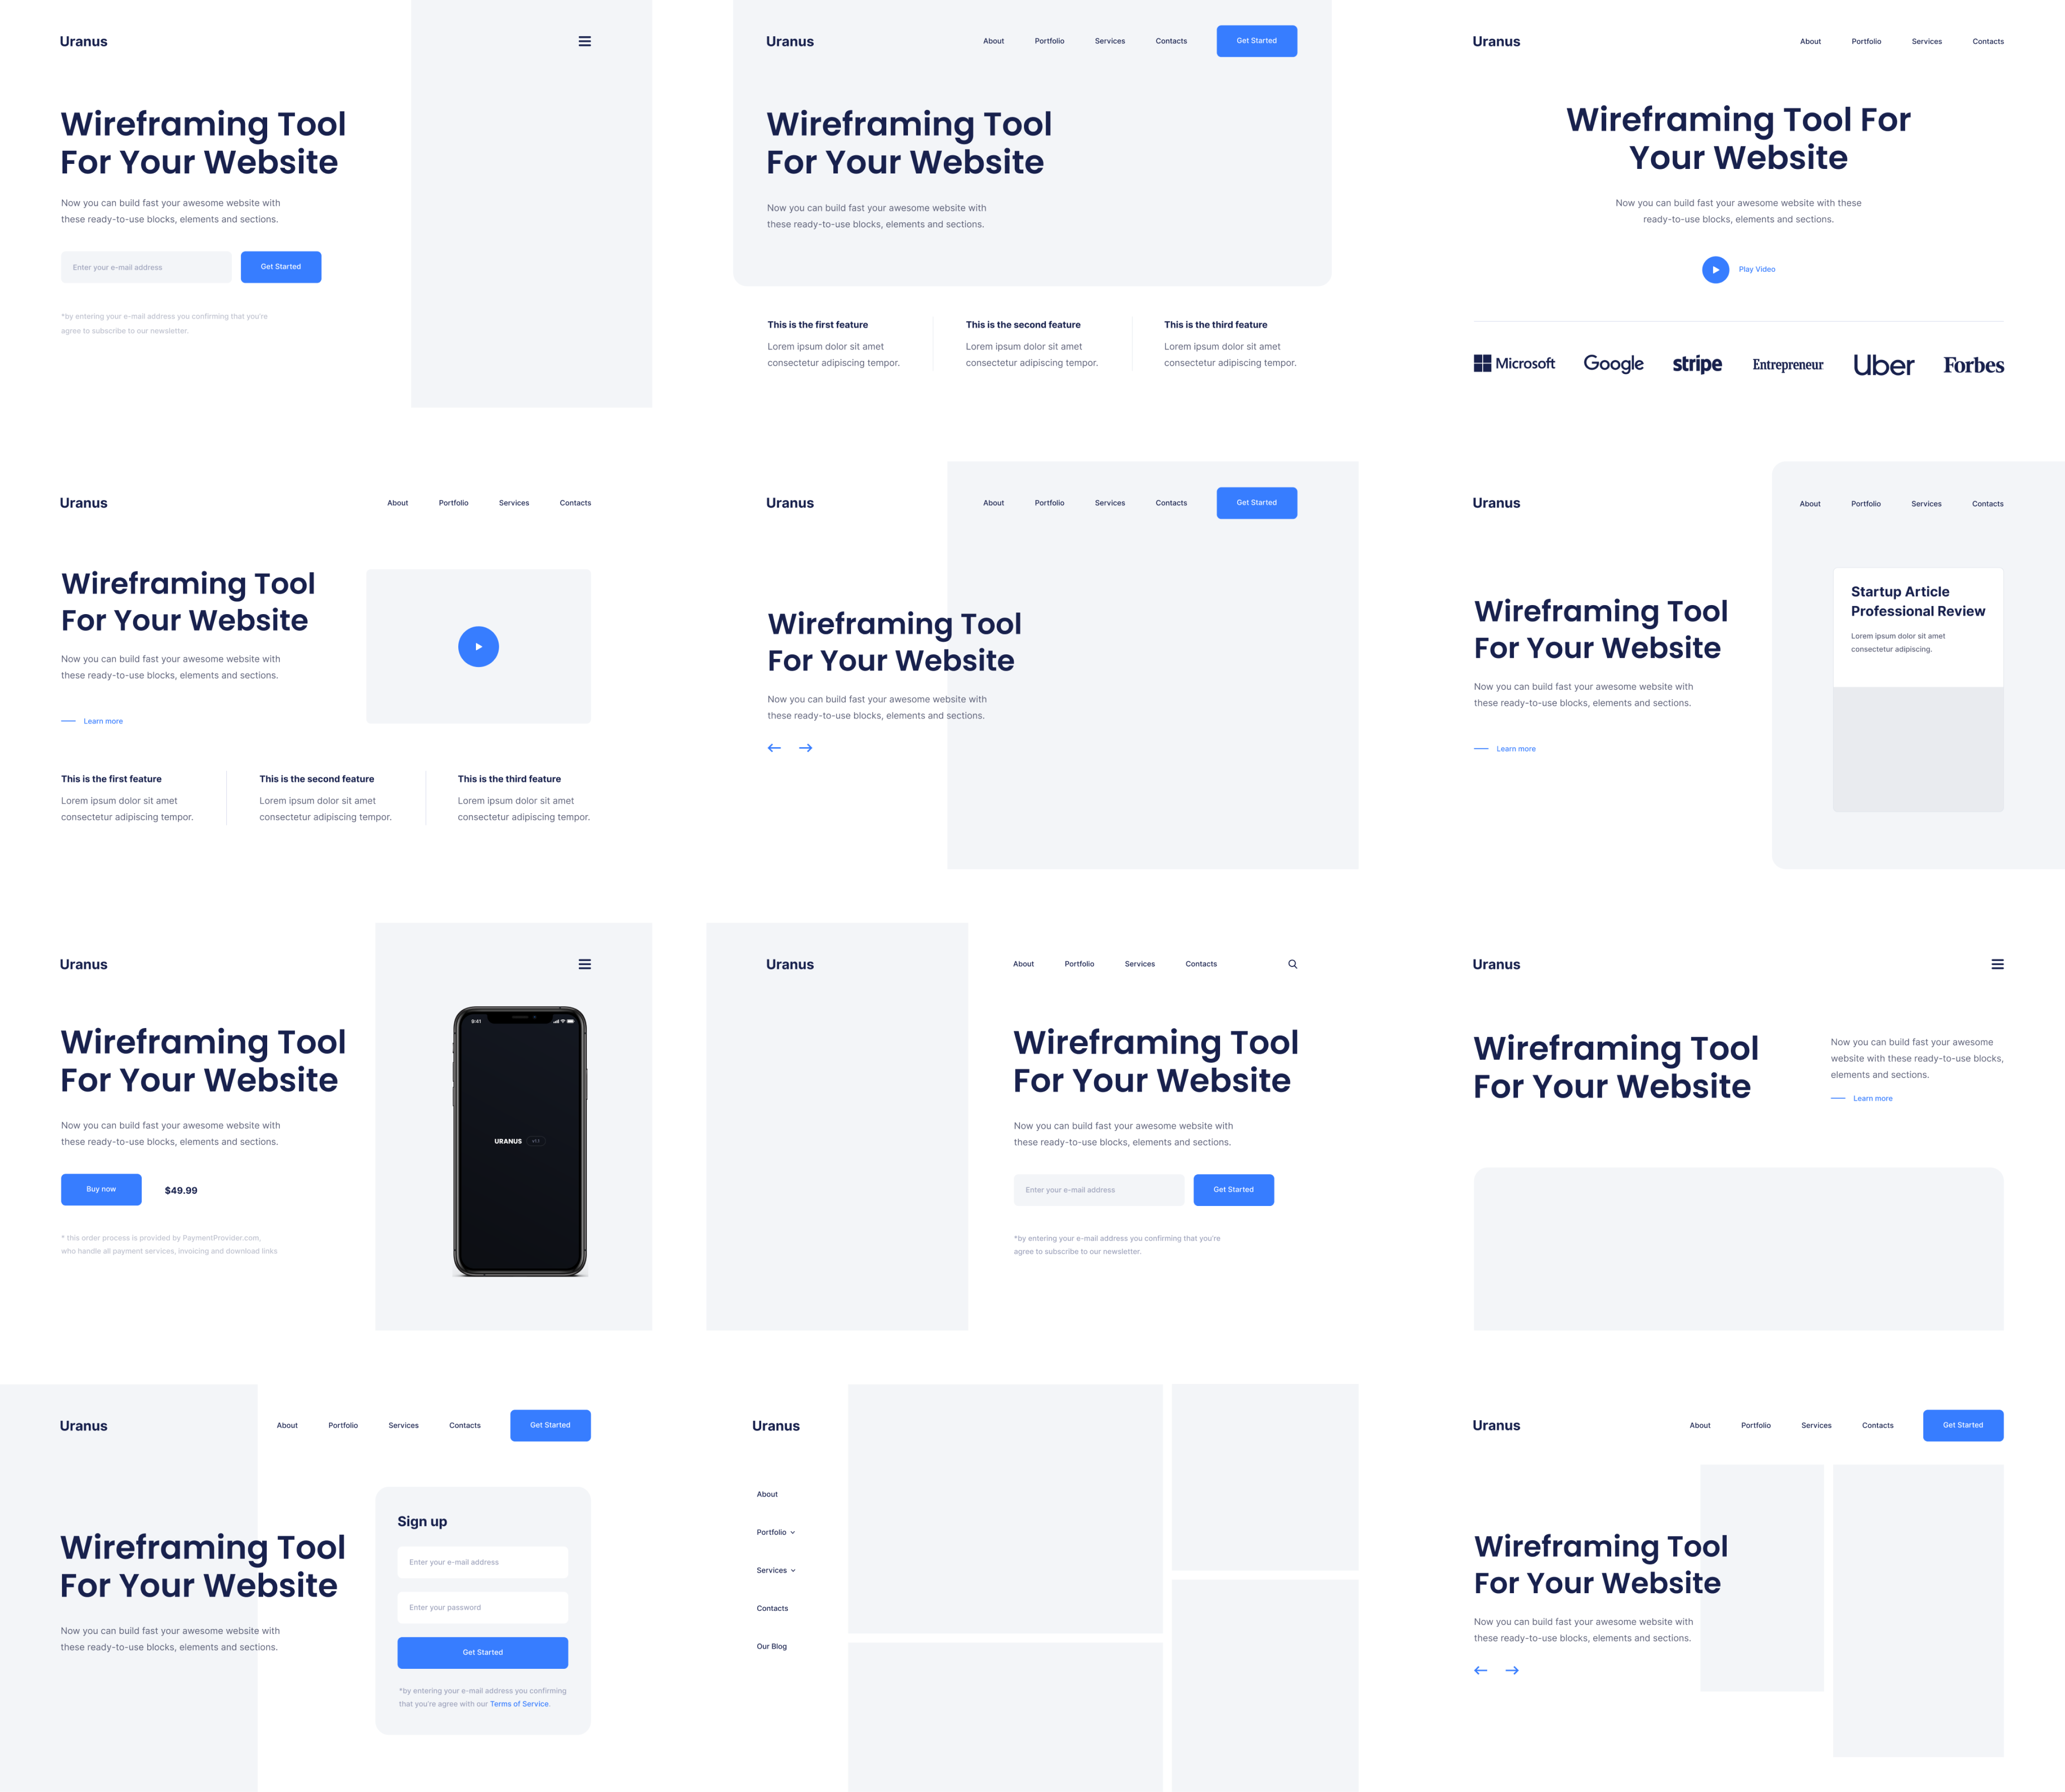 Uranus
Wireframing Tool
For Your Website
Now you can build fast your awesome website with
these ready-to-use blocks, elements and sections.
Enter your e-mail address
Get Started
*by entering your e-mail address you confirming that you're
agree to subscribe to our newsletter.
Uranus
About Portfolio Services Contacts Get Started
Wireframing Tool
For Your Website
Now you can build fast your awesome website with
these ready-to-use blocks, elements and sections.
This is the first feature
Lorem ipsum dolor sit amet
consectetur adipiscing tempor.
This is the second feature
Lorem ipsum dolor sit amet
consectetur adipiscing tempor.
This is the third feature
Lorem ipsum dolor sit amet
consectetur adipiscing tempor.
Uranus
About Portfolio Services Contacts
Wireframing Tool For
Your Website
Now you can build fast your awesome website with these
ready-to-use blocks, elements and sections.
Play Video
Microsoft Google stripe Entrepreneur Uber Forbes
Uranus
About Portfolio Services Contacts
Wireframing Tool
For Your Website
Now you can build fast your awesome website with
these ready-to-use blocks, elements and sections.
Learn more
This is the first feature
Lorem ipsum dolor sit amet
consectetur adipiscing tempor.
This is the second feature
Lorem ipsum dolor sit amet
consectetur adipiscing tempor.
This is the third feature
Lorem ipsum dolor sit amet
consectetur adipiscing tempor.
Uranus
About Portfolio Services Contacts Get Started
Wireframing Tool
For Your Website
Now you can build fast your awesome website with
these ready-to-use blocks, elements and sections.
Uranus
About Portfolio Services Contacts
Wireframing Tool
For Your Website
Now you can build fast your awesome website with
these ready-to-use blocks, elements and sections.
Learn more
Startup Article
Professional Review
Lorem ipsum dolor sit amet
consectetur adipiscing.
Uranus
Wireframing Tool
For Your Website
Now you can build fast your awesome website with
these ready-to-use blocks, elements and sections.
Buy now $49.99
* this order process is provided by PaymentProvider.com,
who handle all payment services, invoicing and download links
9:41
URANUS
Uranus
About Portfolio Services Contacts
Wireframing Tool
For Your Website
Now you can build fast your awesome website with
these ready-to-use blocks, elements and sections.
Enter your e-mail address
Get Started
*by entering your e-mail address you confirming that you're
agree to subscribe to our newsletter.
Uranus
Wireframing Tool
For Your Website
Now you can build fast your awesome
website with these ready-to-use blocks,
elements and sections.
Learn more
Uranus
About Portfolio Services Contacts Get Started
Wireframing Tool
For Your Website
Now you can build fast your awesome website with
these ready-to-use blocks, elements and sections.
Sign up
Enter your e-mail address
Enter your password
Get Started
*by entering your e-mail address you confirming
that you're agree with our Terms of Service.
Uranus
About
Portfolio
Services
Contacts
Our Blog
Uranus
About Portfolio Services Contacts Get Started
Wireframing Tool
For Your Website
Now you can build fast your awesome website with
these ready-to-use blocks, elements and sections.